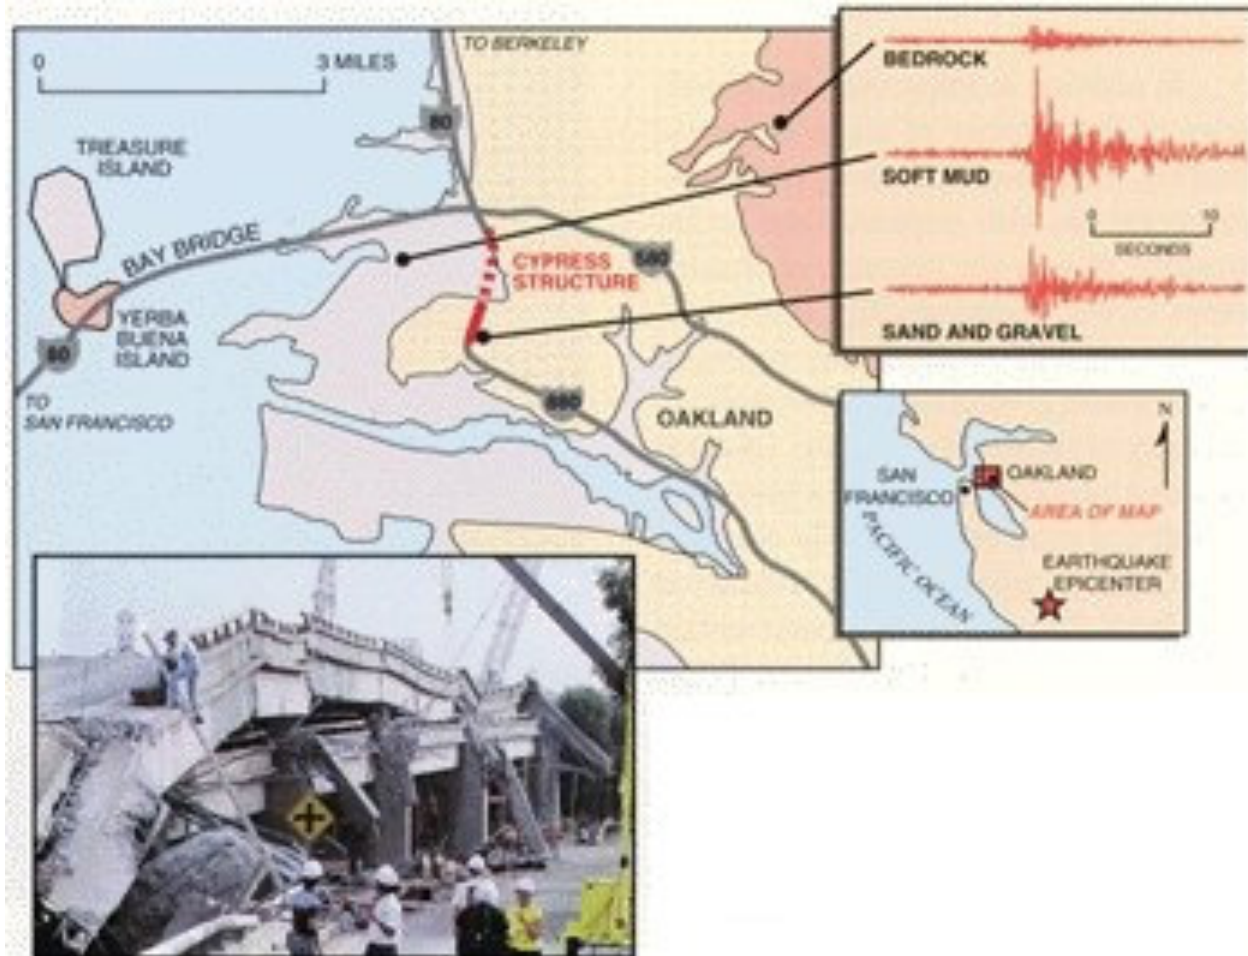 0 3 MILES
TO BERKELEY
80
TREASURE
ISLAND
BAY BRIDGE
YERBA
BUENA
ISLAND
80
TO
SAN FRANCISCO
CYPRESS
STRUCTURE
580
880
OAKLAND
BEDROCK
SOFT MUD
0 10
SECONDS
SAND AND GRAVEL
N
SAN
FRANCISCO
OAKLAND
AREA OF MAP
PACIFIC OCEAN
EARTHQUAKE
EPICENTER